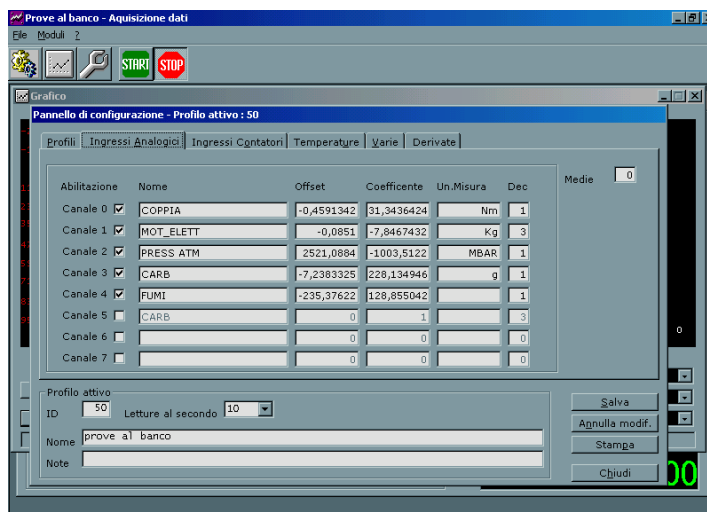 Prove al banco - Aquisizione dati
File Moduli ?
START STOP
Grafico
Pannello di configurazione - Profilo attivo : 50
Profili Ingressi Analogici Ingressi Contatori Temperature Varie Derivate
Medie 0
Abilitazione Nome Offset Coefficente Un.Misura Dec
Canale 0 COPPIA -0,4591342 31,3436424 Nm 1
Canale 1 MOT_ELETT -0,0851 -7,8467432 Kg 3
Canale 2 PRESS ATM 2521,0884 -1003,5122 MBAR 1
Canale 3 CARB -7,2383325 228,134946 g 1
Canale 4 FUMI -235,37622 128,855042 1
Canale 5 CARB 0 1 3
Canale 6 0 0 0
Canale 7 0 0 0
0
Profilo attivo
ID 50 Letture al secondo 10
Nome prove al banco
Note
Salva
Annulla modif.
Stampa
Chiudi
00